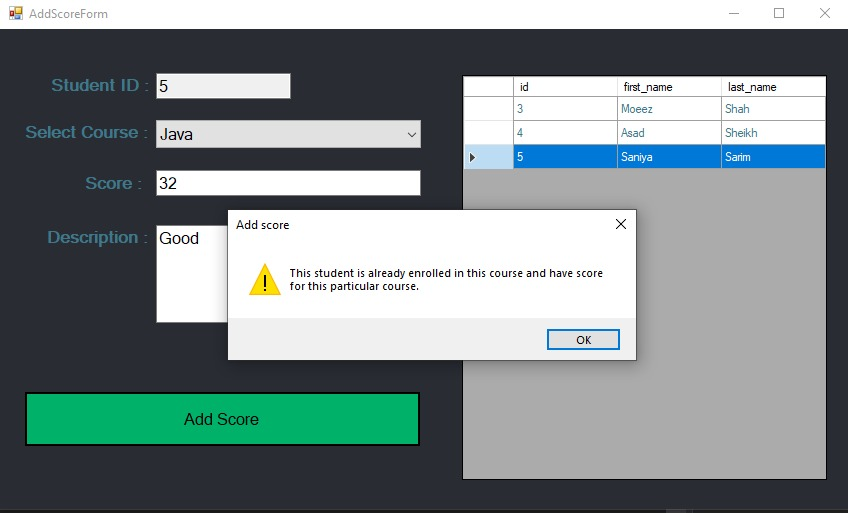 AddScoreForm
Student ID : 5
Select Course : Java
Score : 32
Description : Good
Add Score
id first_name last_name
3 Moeez Shah
4 Asad Sheikh
5 Saniya Sarim
Add score
This student is already enrolled in this course and have score
for this particular course.
OK